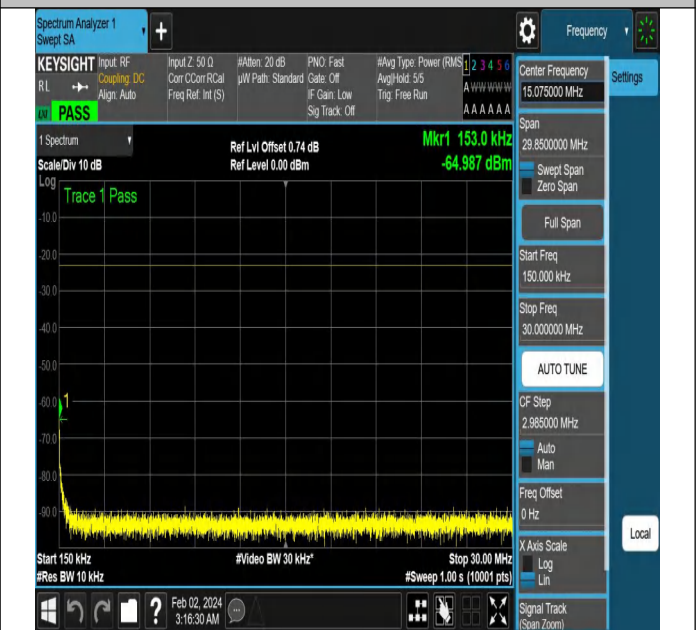 Spectrum Analyzer 1
Swept SA
+
Frequency
KEYSIGHT
RL
PASS
Input: RF
Coupling: DC
Align: Auto
Input Z: 50 Ω
Corr CCorr RCal
Freq Ref: Int (S)
#Atten: 20 dB
µW Path: Standard
PNO: Fast
Gate: Off
IF Gain: Low
Sig Track: Off
#Avg Type: Power (RMS
Avg|Hold: 5/5
Trig: Free Run
1 2 3 4 5 6
A W W W W W
A A A A A A
1 Spectrum
Scale/Div 10 dB
Ref Lvl Offset 0.74 dB
Ref Level 0.00 dBm
Mkr1 153.0 kHz
-64.987 dBm
Log
Trace 1 Pass
-10.0
-20.0
-30.0
-40.0
-50.0
-60.0
1
-70.0
-80.0
-90.0
Start 150 kHz
#Res BW 10 kHz
#Video BW 30 kHz*
Stop 30.00 MHz
#Sweep 1.00 s (10001 pts)
Center Frequency
15.075000 MHz
Settings
Span
29.8500000 MHz
Swept Span
Zero Span
Full Span
Start Freq
150.000 kHz
Stop Freq
30.000000 MHz
AUTO TUNE
CF Step
2.985000 MHz
Auto
Man
Freq Offset
0 Hz
Local
X Axis Scale
Log
Lin
Signal Track
(Span Zoom)
?
Feb 02, 2024
3:16:30 AM